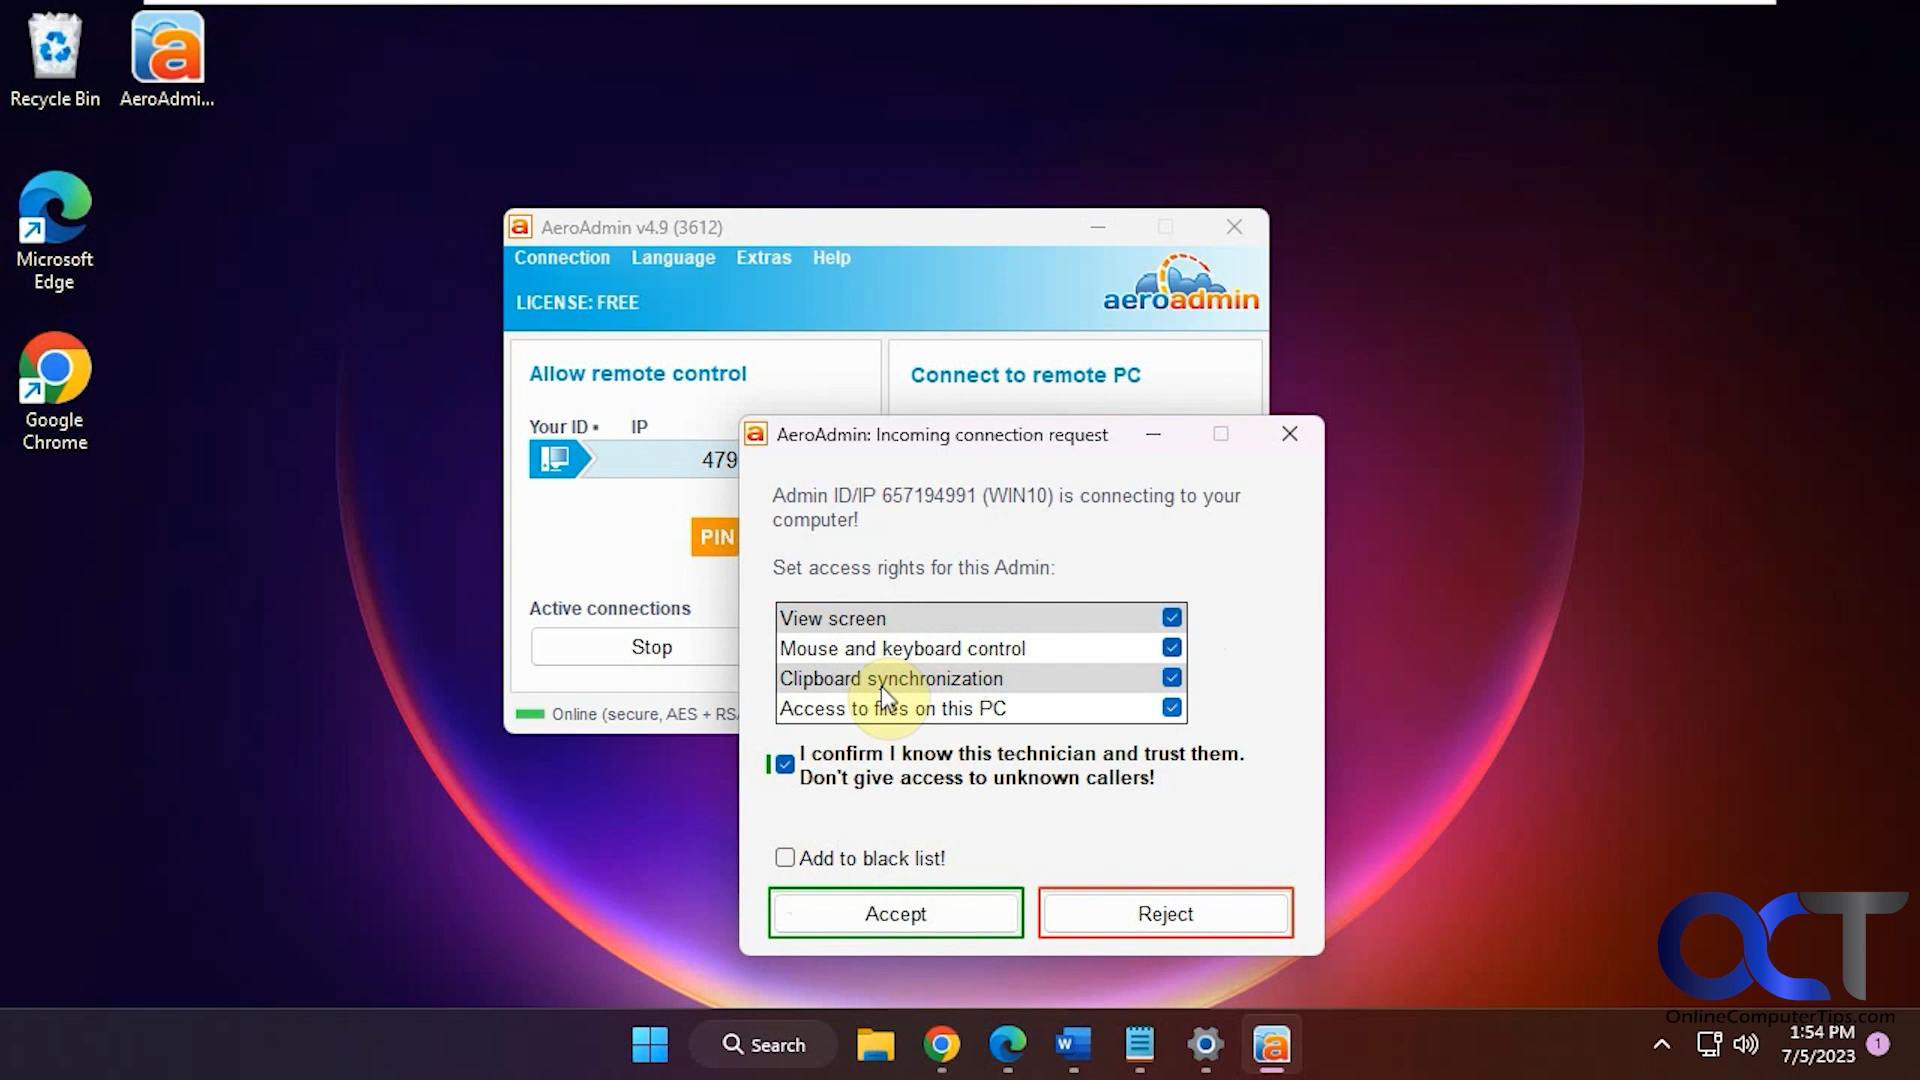 Recycle Bin
AeroAdmi...
Microsoft
Edge
Google
Chrome
AeroAdmin v4.9 (3612)
Connection Language Extras Help
LICENSE: FREE
aeroadmin
Allow remote control
Connect to remote PC
Your ID IP
479
PIN
Active connections
Stop
Online (secure, AES + RSA
AeroAdmin: Incoming connection request
Admin ID/IP 657194991 (WIN10) is connecting to your
computer!
Set access rights for this Admin:
View screen
Mouse and keyboard control
Clipboard synchronization
Access to files on this PC
I confirm I know this technician and trust them.
Don't give access to unknown callers!
Add to black list!
Accept
Reject
OCT
OnlineComputerTips.com
Search
1:54 PM
7/5/2023
1